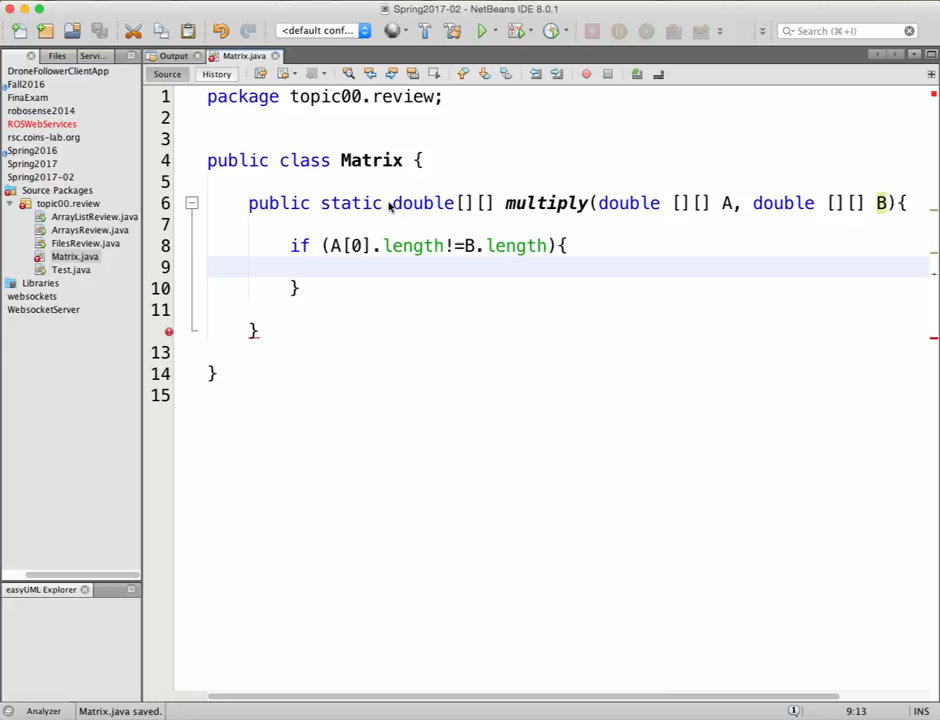 Spring2017-02 - NetBeans IDE 8.0.1
<default conf...
Search (⌘+I)
Files
Servi...
Output
Matrix.java
Source
History
DroneFollowerClientApp
Fall2016
FinaExam
robosense2014
ROSWebServices
rsc.coins-lab.org
Spring2016
Spring2017
Spring2017-02
Source Packages
topic00.review
ArrayListReview.java
ArraysReview.java
FilesReview.java
Matrix.java
Test.java
Libraries
websockets
WebsocketServer
easyUML Explorer
1 package topic00.review;
2
3
4 public class Matrix {
5
6 public static double[][] multiply(double [][] A, double [][] B){
7
8 if (A[0].length!=B.length){
9
10 }
11
}
13
14 }
15
Analyzer
Matrix.java saved.
1
9:13
INS